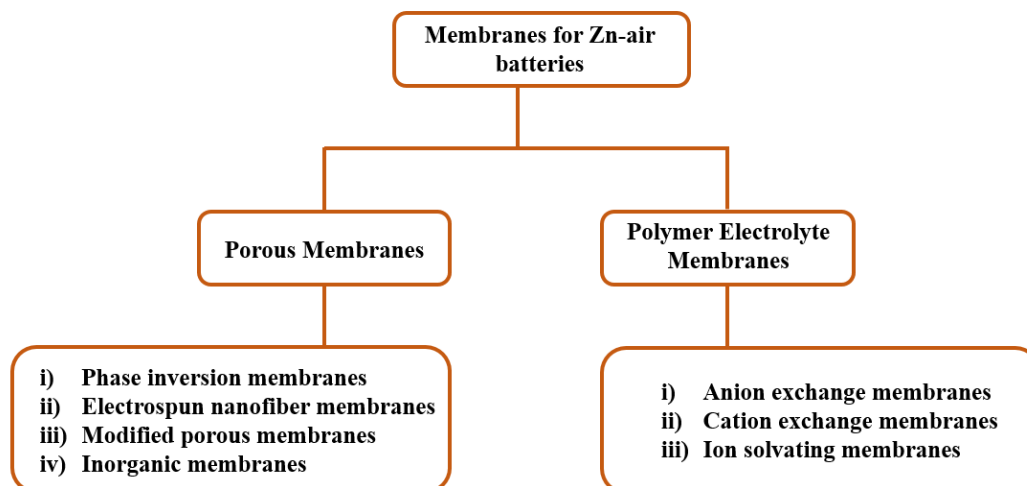 Membranes for Zn-air
batteries
Porous Membranes
Polymer Electrolyte
Membranes
i) Phase inversion membranes
ii) Electrospun nanofiber membranes
iii) Modified porous membranes
iv) Inorganic membranes
i) Anion exchange membranes
ii) Cation exchange membranes
iii) Ion solvating membranes